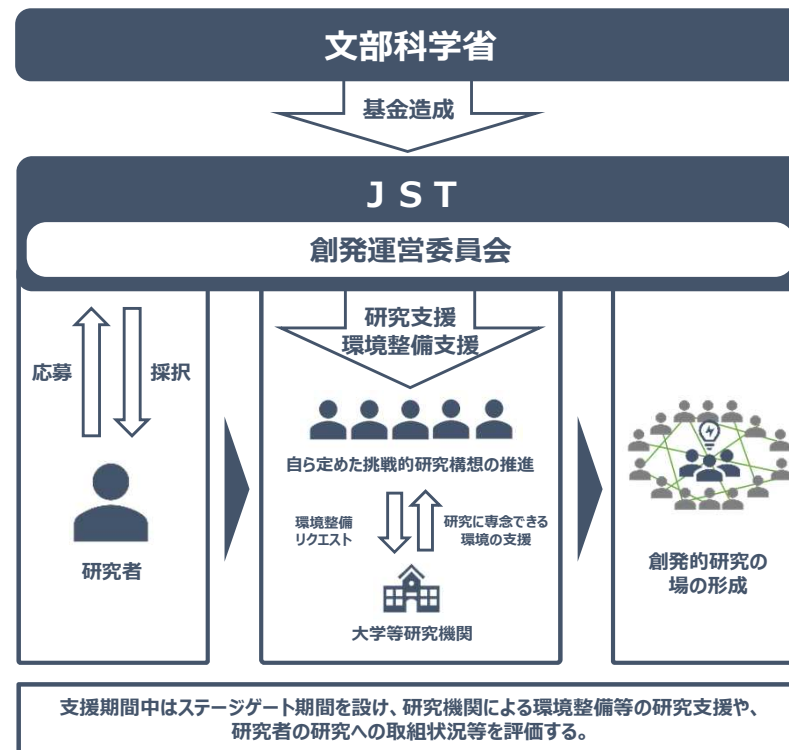 文部科学省
基金造成
ＪＳＴ
創発運営委員会
応募
採択
研究者
研究支援
環境整備支援
自ら定めた挑戦的研究構想の推進
環境整備
リクエスト
研究に専念できる
環境の支援
大学等研究機関
創発的研究の
場の形成
支援期間中はステージゲート期間を設け、研究機関による環境整備等の研究支援や、
研究者の研究への取組状況等を評価する。